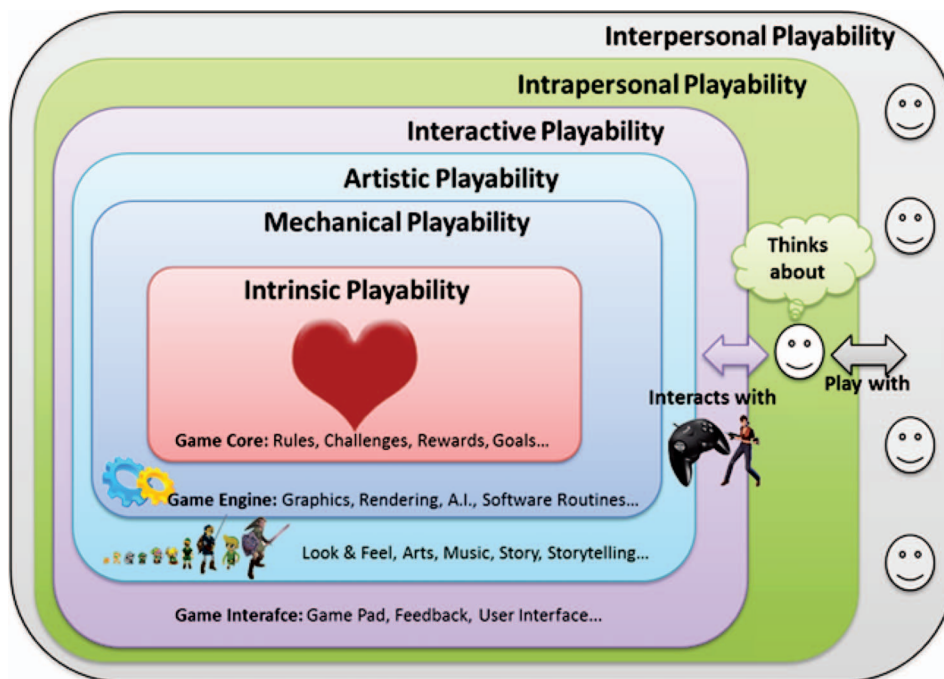 Interpersonal Playability
Intrapersonal Playability
Interactive Playability
Artistic Playability
Mechanical Playability
Intrinsic Playability
Thinks
about
Interacts with
Play with
Game Core: Rules, Challenges, Rewards, Goals...
Game Engine: Graphics, Rendering, A.I., Software Routines...
Look & Feel, Arts, Music, Story, Storytelling...
Game Interafce: Game Pad, Feedback, User Interface...